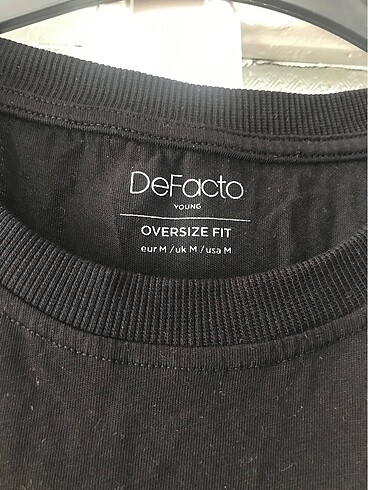 DeFacto
YOUNG
OVERSIZE FIT
eur M / uk M / usa M